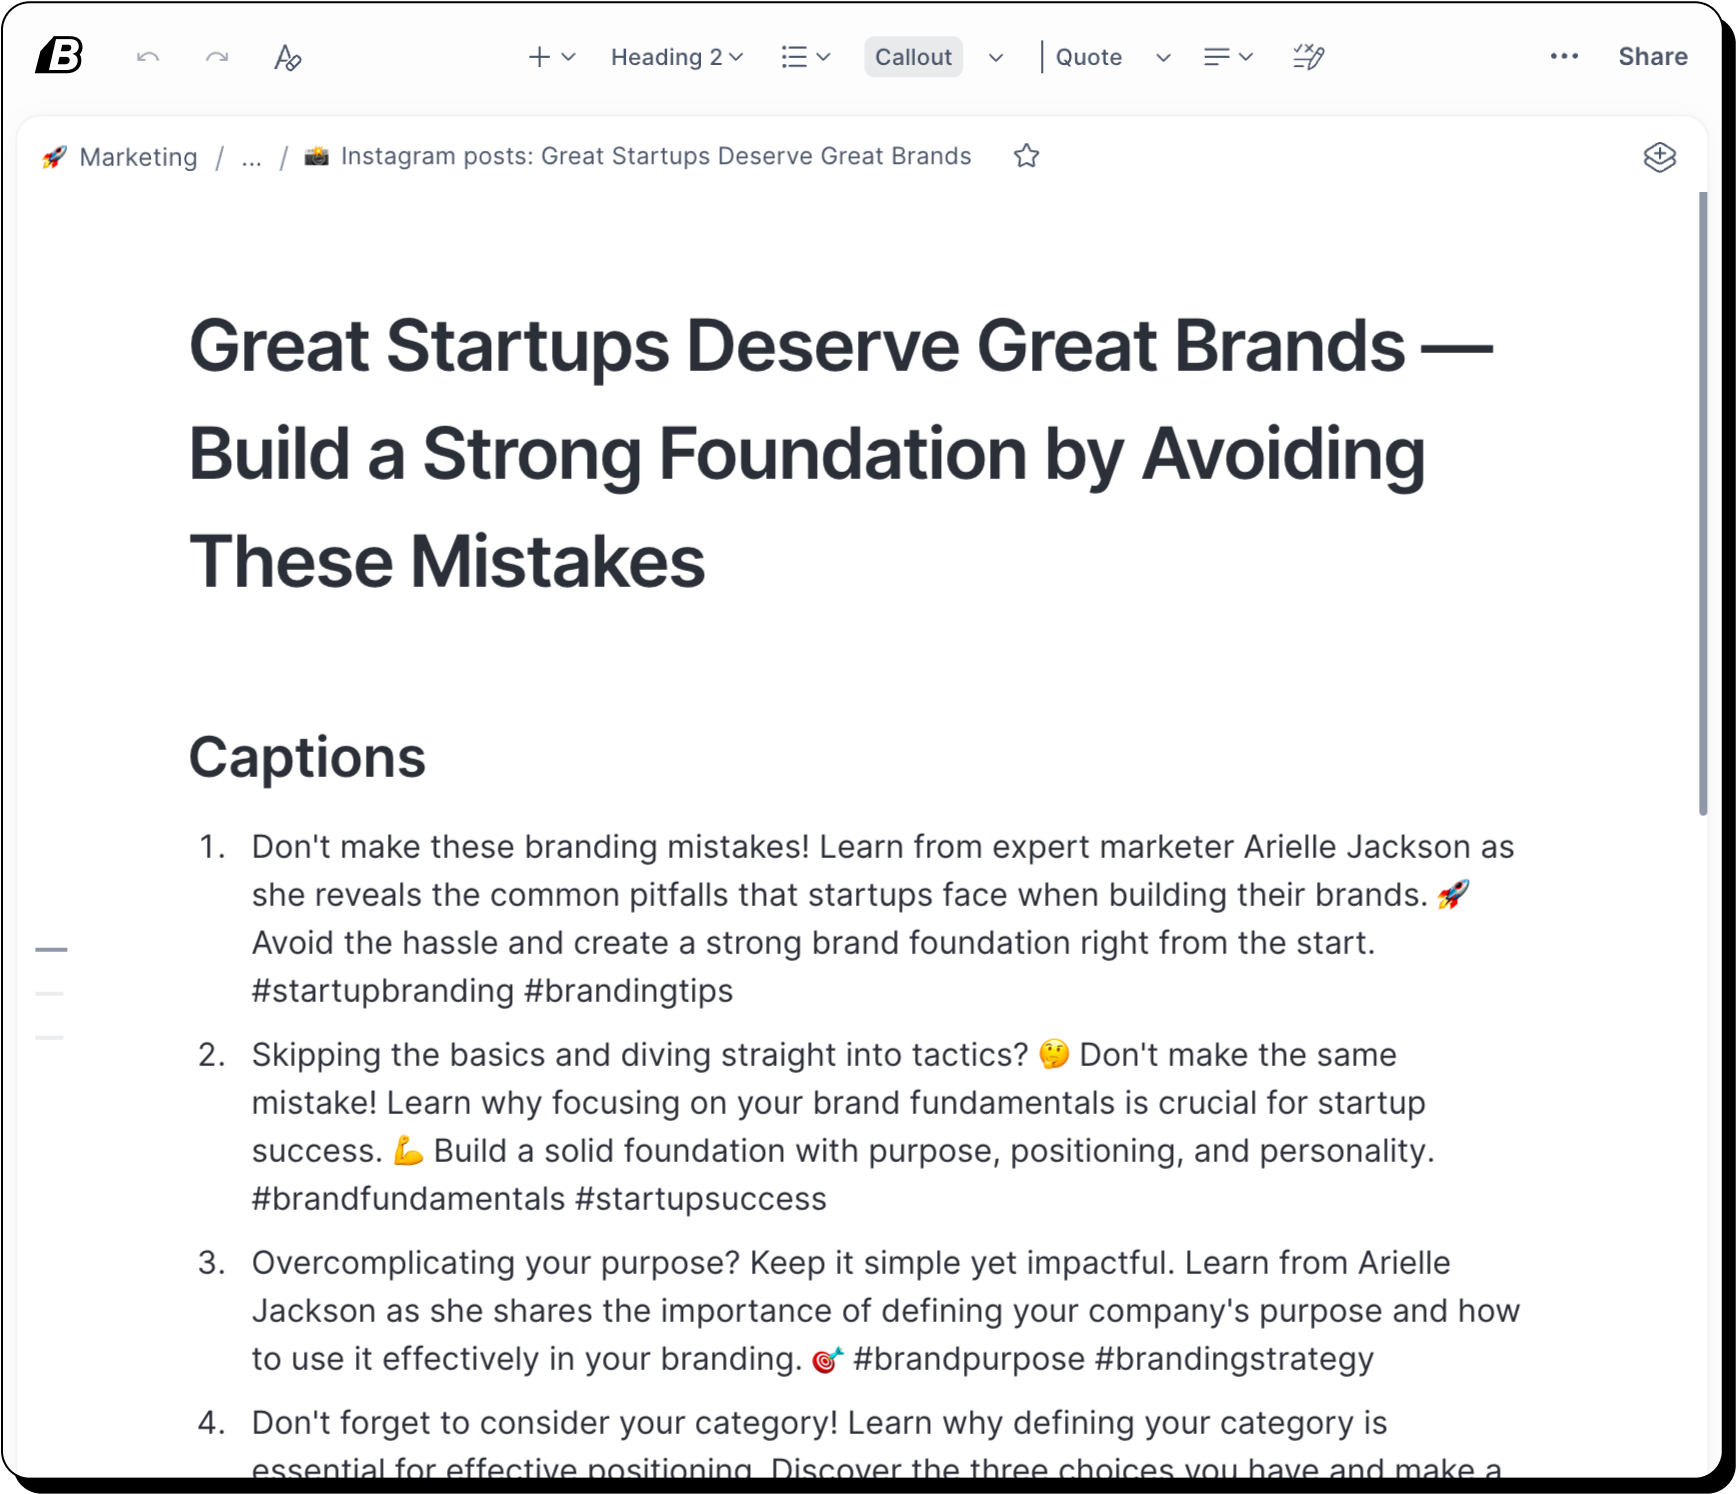 B
Heading 2
Callout
Quote
Share
Marketing / ... / Instagram posts: Great Startups Deserve Great Brands
Great Startups Deserve Great Brands —
Build a Strong Foundation by Avoiding
These Mistakes
Captions
1. Don't make these branding mistakes! Learn from expert marketer Arielle Jackson as
she reveals the common pitfalls that startups face when building their brands. 🚀
Avoid the hassle and create a strong brand foundation right from the start.
#startupbranding #brandingtips
2. Skipping the basics and diving straight into tactics? 🤔 Don't make the same
mistake! Learn why focusing on your brand fundamentals is crucial for startup
success. 💪 Build a solid foundation with purpose, positioning, and personality.
#brandfundamentals #startupsuccess
3. Overcomplicating your purpose? Keep it simple yet impactful. Learn from Arielle
Jackson as she shares the importance of defining your company's purpose and how
to use it effectively in your branding. 🎯 #brandpurpose #brandingstrategy
4. Don't forget to consider your category! Learn why defining your category is
essential for effective positioning. Discover the three choices you have and make a